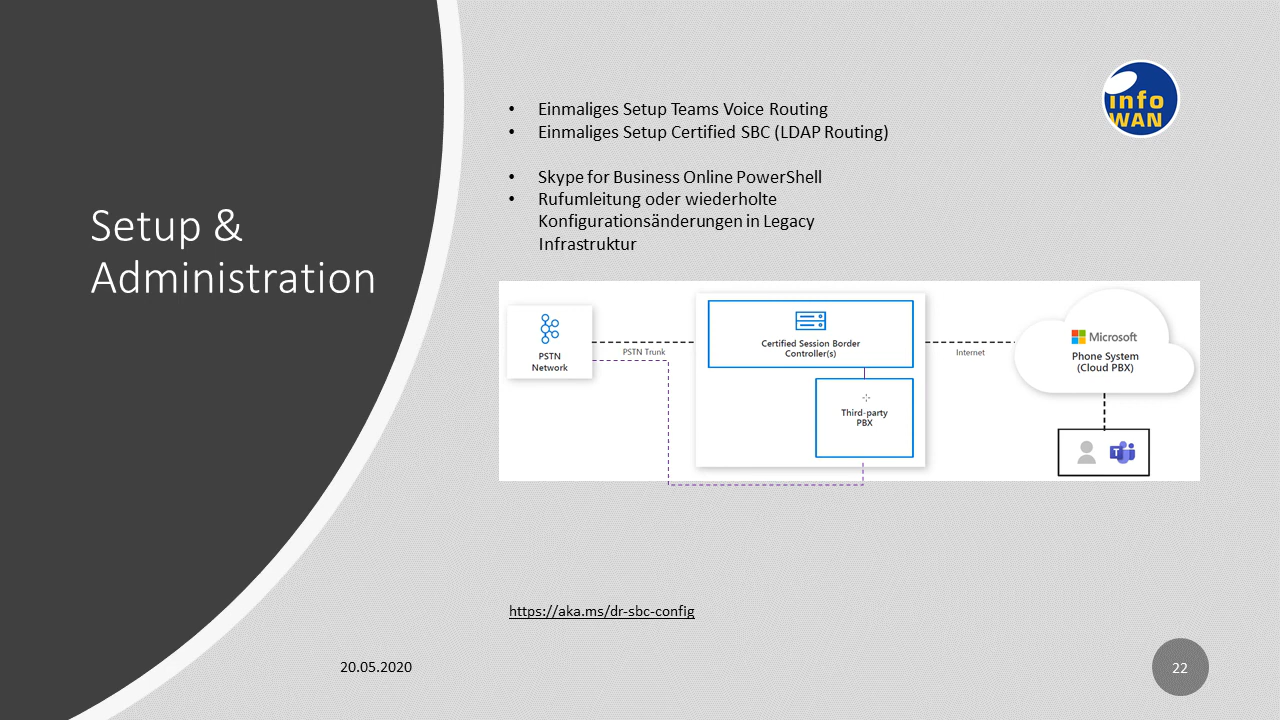 Setup &
Administration
• Einmaliges Setup Teams Voice Routing
• Einmaliges Setup Certified SBC (LDAP Routing)
• Skype for Business Online PowerShell
• Rufumleitung oder wiederholte
Konfigurationsänderungen in Legacy
Infrastruktur
info
WAN
PSTN
Network
PSTN Trunk
Certified Session Border
Controller(s)
Third-party
PBX
Internet
Microsoft
Phone System
(Cloud PBX)
T
https://aka.ms/dr-sbc-config
20.05.2020
22